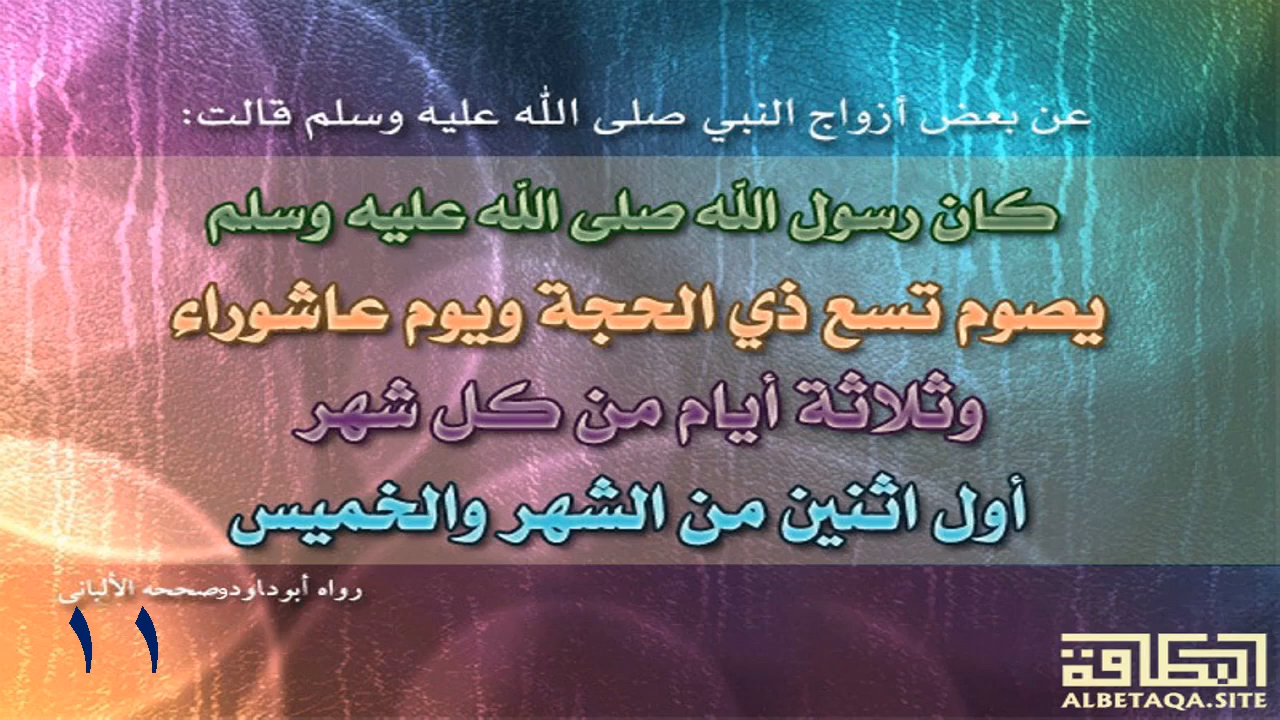 عن بعض أزواج النبي صلى الله عليه وسلم قالت:
كان رسول الله صلى الله عليه وسلم
يصوم تسع ذي الحجة ويوم عاشوراء
وثلاثة أيام من كل شهر
أول اثنين من الشهر والخميس
رواه أبوداودوصححه الألباني
١١
البطاقة
ALBETAQA.SITE